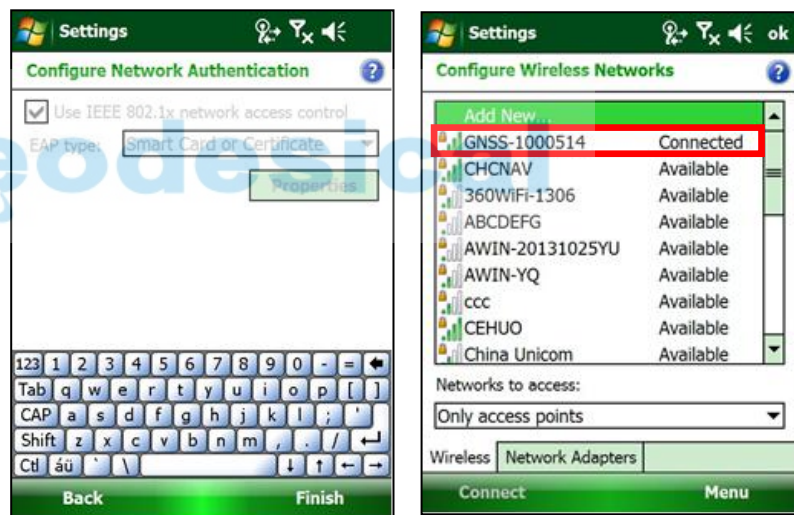 Settings
Configure Network Authentication
Use IEEE 802.1x network access control
EAP type: Smart Card or Certificate
Properties
123 1 2 3 4 5 6 7 8 9 0 - =
Tab q w e r t y u i o p [ ]
CAP a s d f g h j k l ; '
Shift z x c v b n m , . /
Ctl áü ` \
Back Finish
Settings ok
Configure Wireless Networks
Add New...
GNSS-1000514 Connected
CHCNAV Available
360WiFi-1306 Available
ABCDEFG Available
AWIN-20131025YU Available
AWIN-YQ Available
ccc Available
CEHUO Available
China Unicom Available
Networks to access:
Only access points
Wireless Network Adapters
Connect Menu